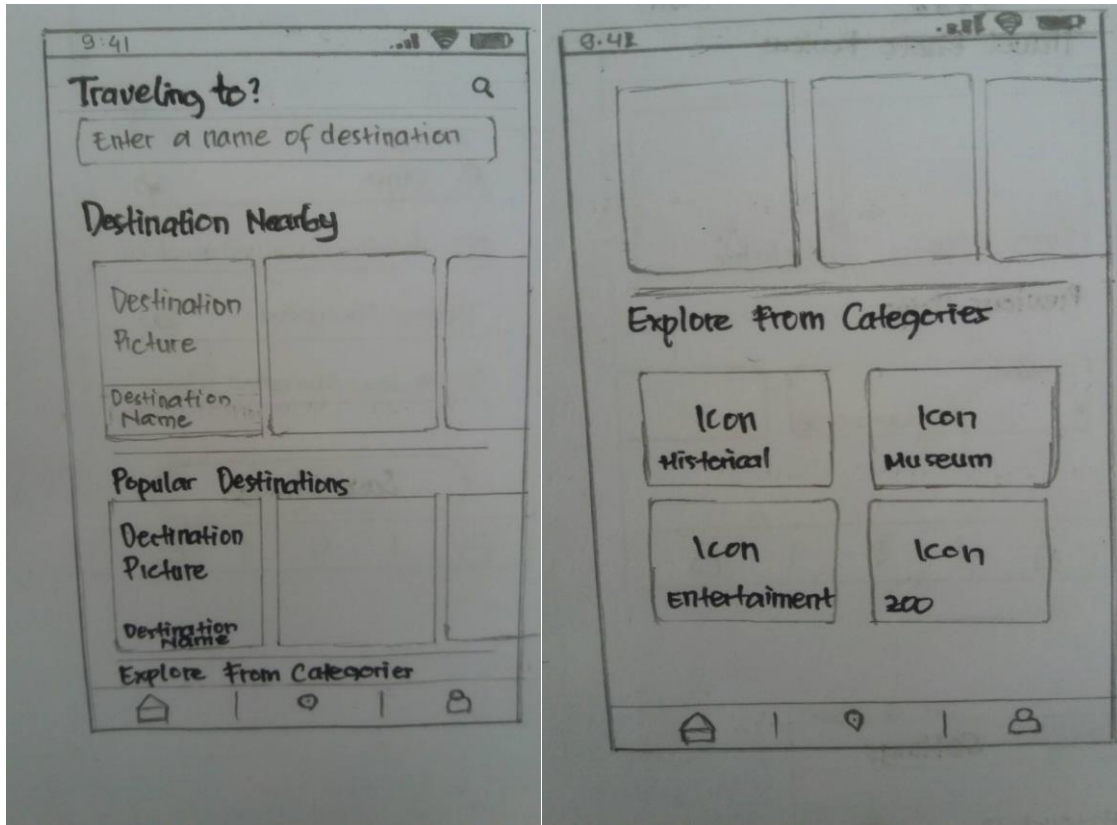 9:41
Traveling to?
Enter a name of destination
Destination Nearby
Destination
Picture
Destination
Name
Popular Destinations
Destination
Picture
Destination
Name
Explore From Categories
9:41
Explore From Categories
Icon
Historical
Icon
Museum
Icon
Entertaiment
Icon
ZOO